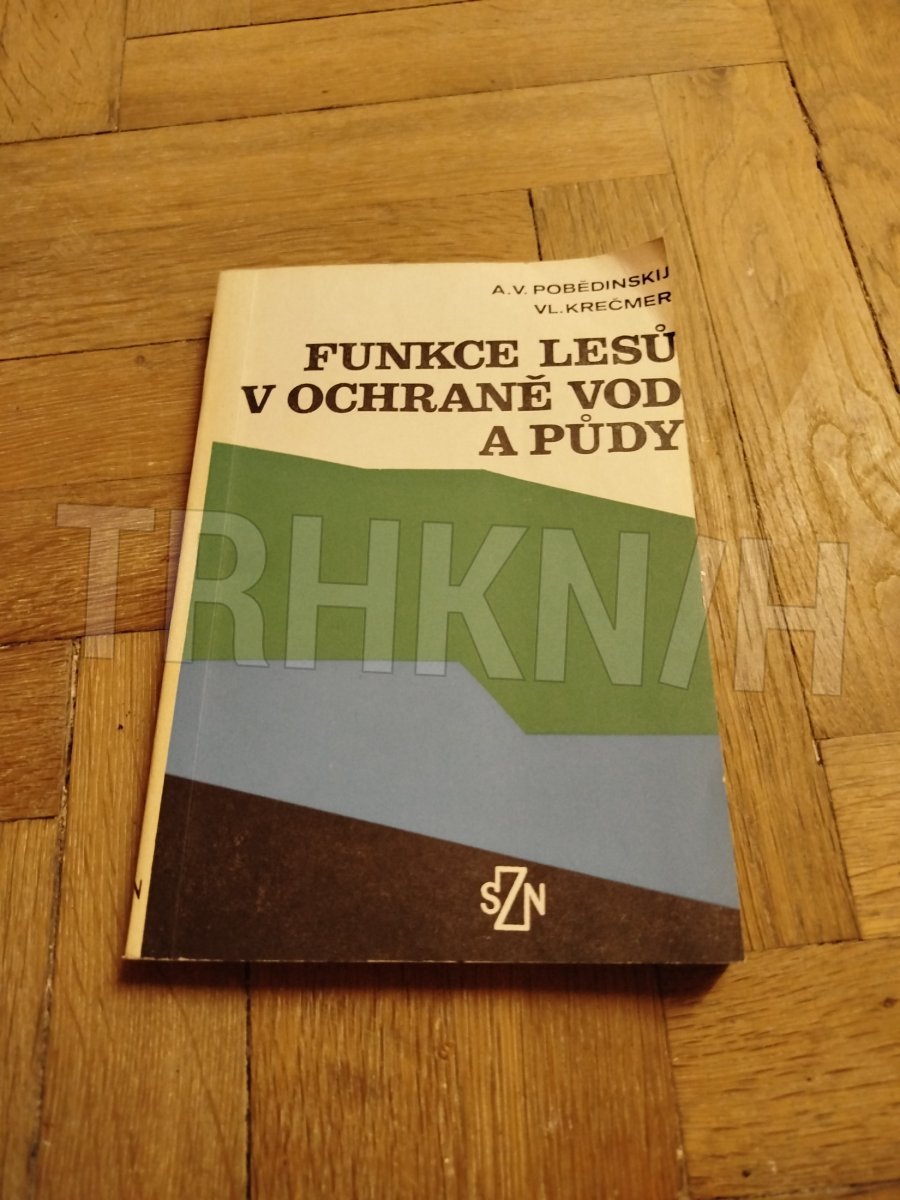 A.V. POBĚDINSKIJ
VL. KREČMER
FUNKCE LESŮ
V OCHRANĚ VOD
A PŮDY
TRHKNIH
SZN